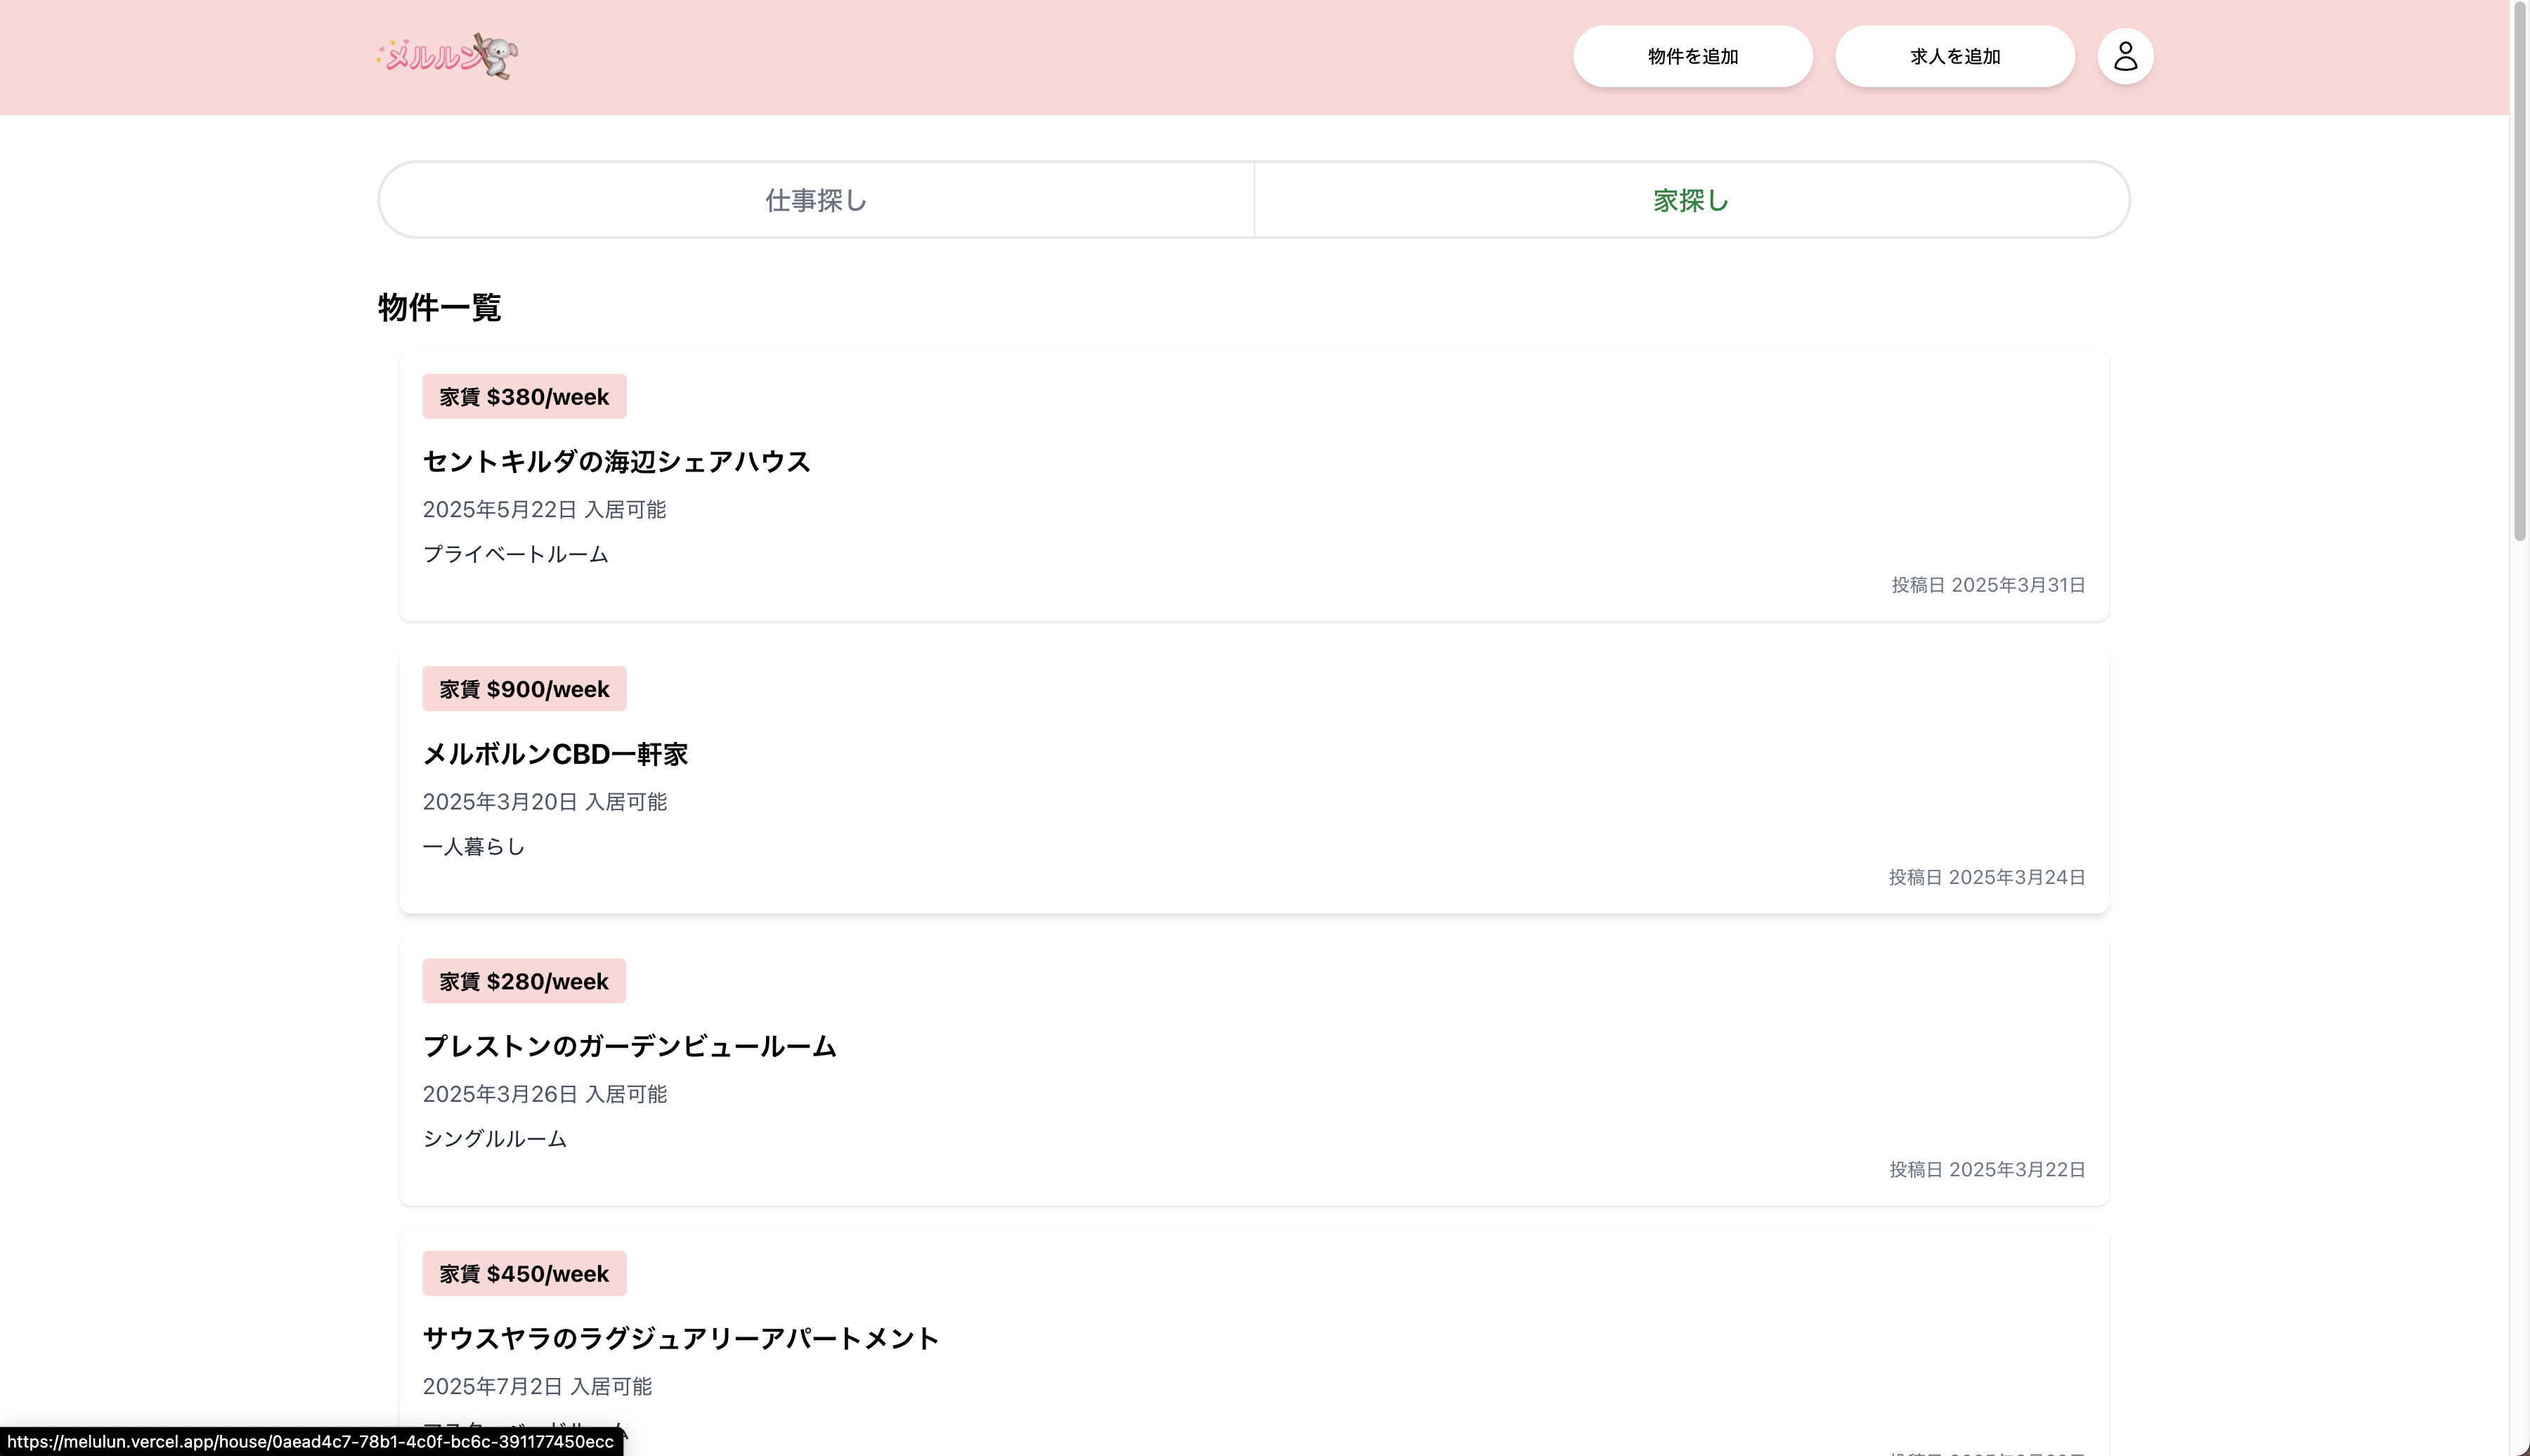 メルルン
物件を追加
求人を追加
仕事探し
家探し
物件一覧
家賃 $380/week
セントキルダの海辺シェアハウス
2025年5月22日 入居可能
プライベートルーム
投稿日 2025年3月31日
家賃 $900/week
メルボルンCBD一軒家
2025年3月20日 入居可能
一人暮らし
投稿日 2025年3月24日
家賃 $280/week
プレストンのガーデンビュールーム
2025年3月26日 入居可能
シングルルーム
投稿日 2025年3月22日
家賃 $450/week
サウスヤラのラグジュアリーアパートメント
2025年7月2日 入居可能
https://melulun.vercel.app/house/0aead4c7-78b1-4c0f-bc6c-391177450ecc